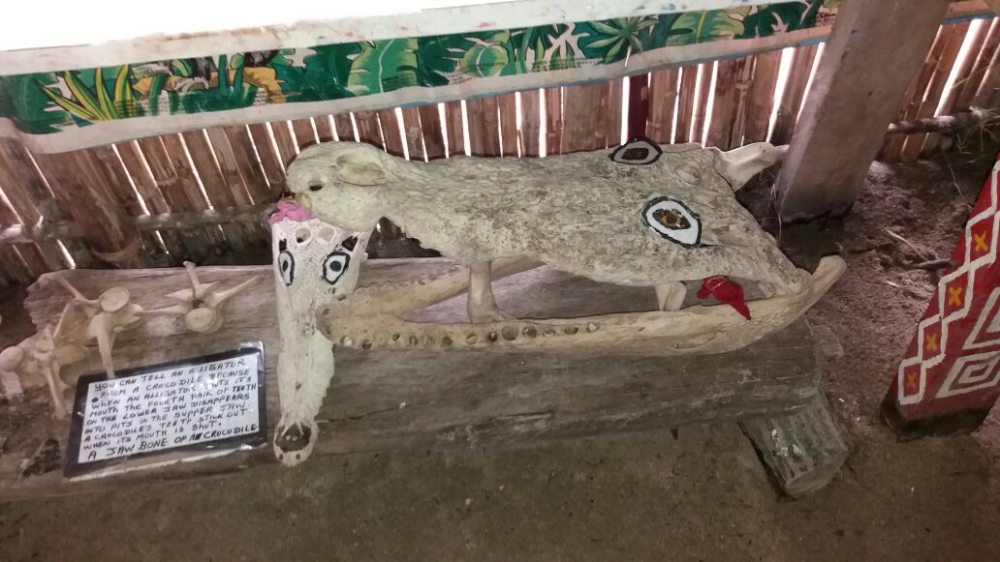 YOU CAN TELL AN ALLIGATOR
FROM A CROCODILE BECAUSE
WHEN AN ALLIGATOR SHUTS ITS
MOUTH THE FOURTH PAIR OF TEETH
ON THE LOWER JAW DISAPPEARS
INTO PITS IN THE SUPPER JAW.
A CROCODILE'S TEETH STICK OUT
WHEN ITS MOUTH IS SHUT.
A JAW BONE OF A CROCODILE